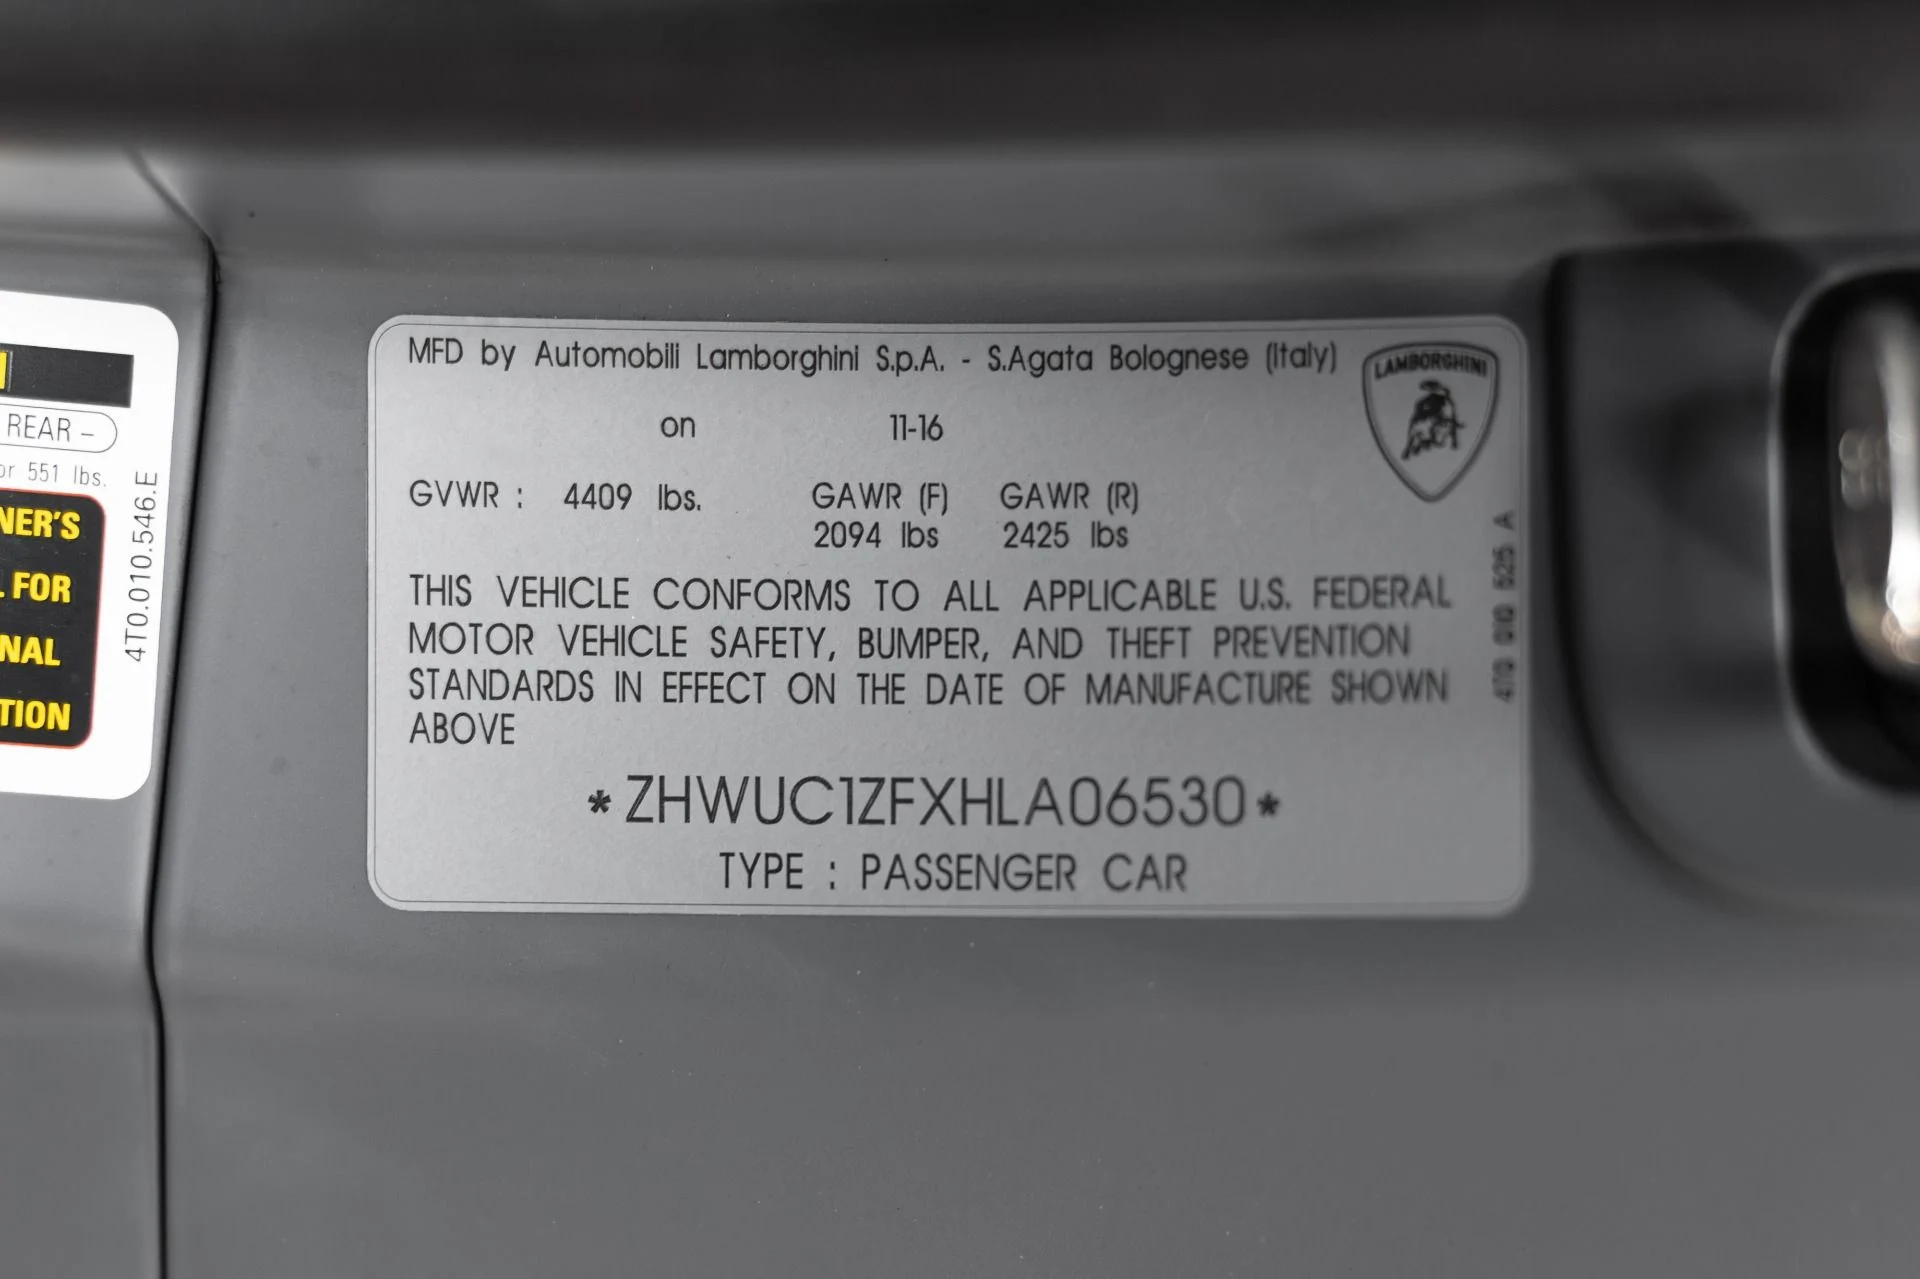 REAR -
or 551 lbs.
NER'S
L FOR
NAL
TION
4T0.010.546.E
MFD by Automobili Lamborghini S.p.A. - S.Agata Bolognese (Italy)
LAMBORGHINI
on 11-16
GVWR : 4409 lbs. GAWR (F) GAWR (R)
2094 lbs 2425 lbs
THIS VEHICLE CONFORMS TO ALL APPLICABLE U.S. FEDERAL
MOTOR VEHICLE SAFETY, BUMPER, AND THEFT PREVENTION
STANDARDS IN EFFECT ON THE DATE OF MANUFACTURE SHOWN
ABOVE
*ZHWUC1ZFXHLA06530*
TYPE : PASSENGER CAR
4T0 010 525 A